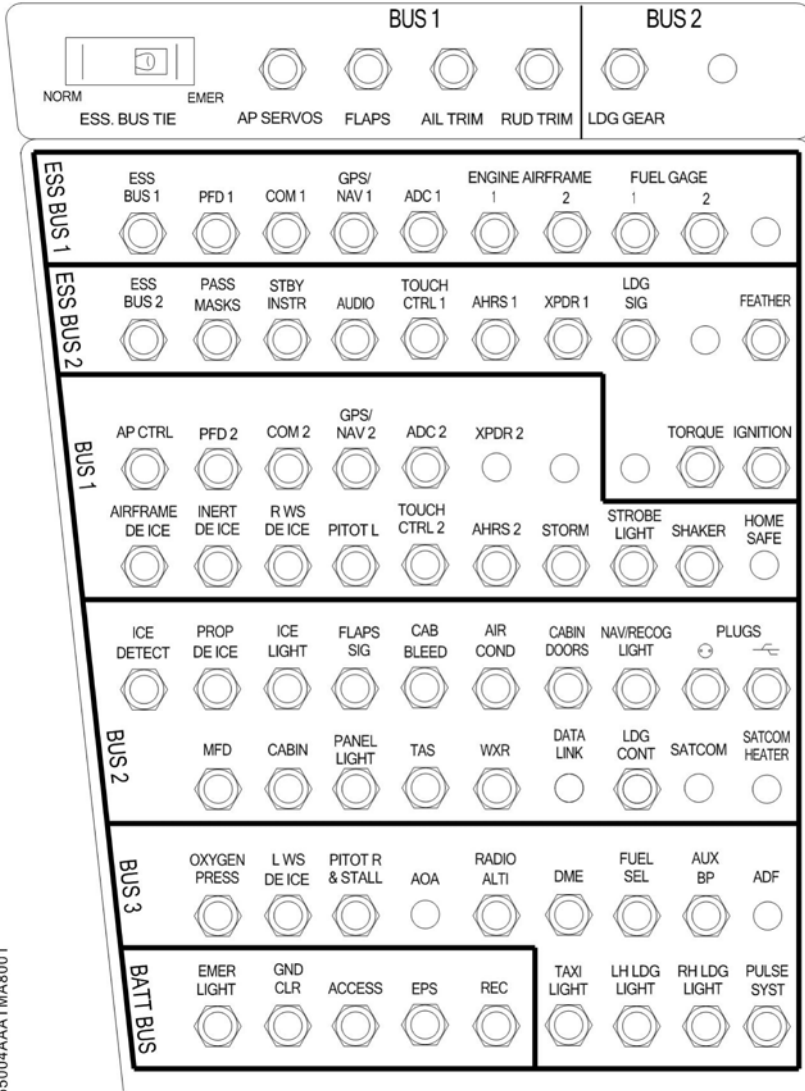 BUS 1
BUS 2
NORM
EMER
ESS. BUS TIE
AP SERVOS
FLAPS
AIL TRIM
RUD TRIM
LDG GEAR
ESS BUS 1
ESS
BUS 1
PFD 1
COM 1
GPS/
NAV 1
ADC 1
ENGINE AIRFRAME
1
2
FUEL GAGE
1
2
ESS BUS 2
ESS
BUS 2
PASS
MASKS
STBY
INSTR
AUDIO
TOUCH
CTRL 1
AHRS 1
XPDR 1
LDG
SIG
FEATHER
BUS 1
AP CTRL
PFD 2
COM 2
GPS/
NAV 2
ADC 2
XPDR 2
TORQUE
IGNITION
AIRFRAME
DE ICE
INERT
DE ICE
R WS
DE ICE
PITOT L
TOUCH
CTRL 2
AHRS 2
STORM
STROBE
LIGHT
SHAKER
HOME
SAFE
BUS 2
ICE
DETECT
PROP
DE ICE
ICE
LIGHT
FLAPS
SIG
CAB
BLEED
AIR
COND
CABIN
DOORS
NAV/RECOG
LIGHT
PLUGS
MFD
CABIN
PANEL
LIGHT
TAS
WXR
DATA
LINK
LDG
CONT
SATCOM
SATCOM
HEATER
BUS 3
OXYGEN
PRESS
L WS
DE ICE
PITOT R
& STALL
AOA
RADIO
ALTI
DME
FUEL
SEL
AUX
BP
ADF
BATT BUS
EMER
LIGHT
GND
CLR
ACCESS
EPS
REC
TAXI
LIGHT
LH LDG
LIGHT
RH LDG
LIGHT
PULSE
SYST